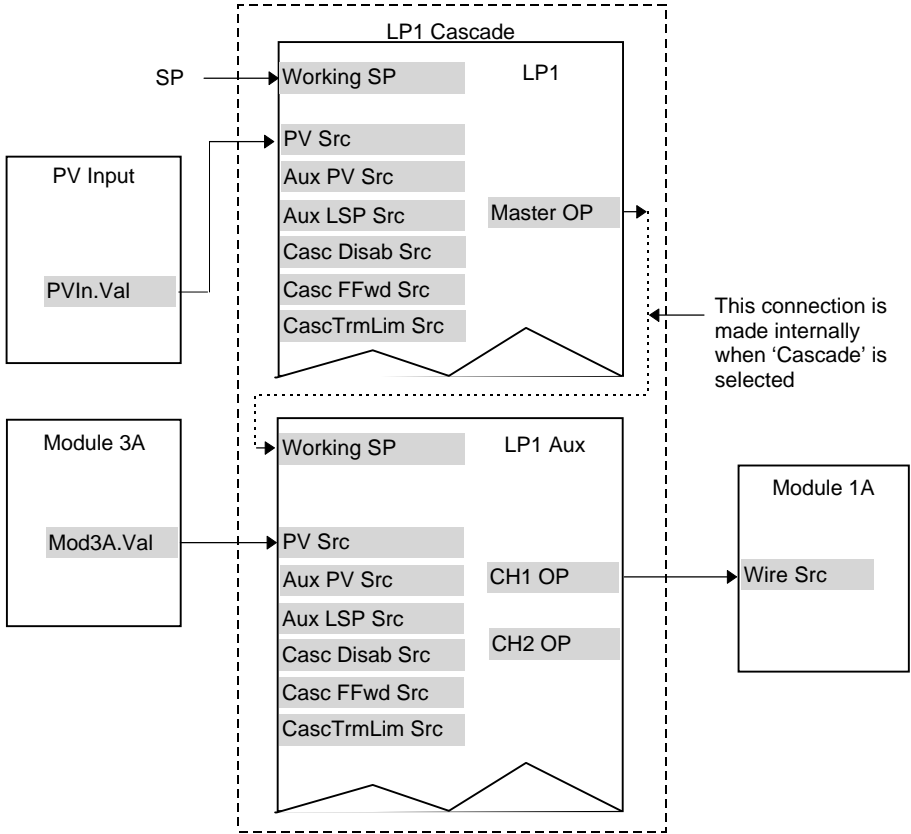 LP1 Cascade
SP
Working SP
LP1
PV Src
Aux PV Src
Aux LSP Src
Master OP
Casc Disab Src
Casc FFwd Src
CascTrmLim Src
PV Input
PVIn.Val
This connection is
made internally
when ‘Cascade’ is
selected
Module 3A
Mod3A.Val
Working SP
LP1 Aux
PV Src
Aux PV Src
CH1 OP
Aux LSP Src
CH2 OP
Casc Disab Src
Casc FFwd Src
CascTrmLim Src
Module 1A
Wire Src